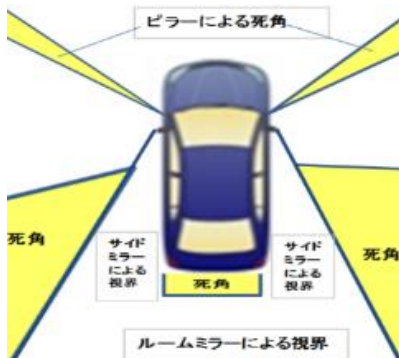 ピラーによる死角
死角
サイド
ミラー
による
視界
サイド
ミラー
による
視界
死角
死角
ルームミラーによる視界